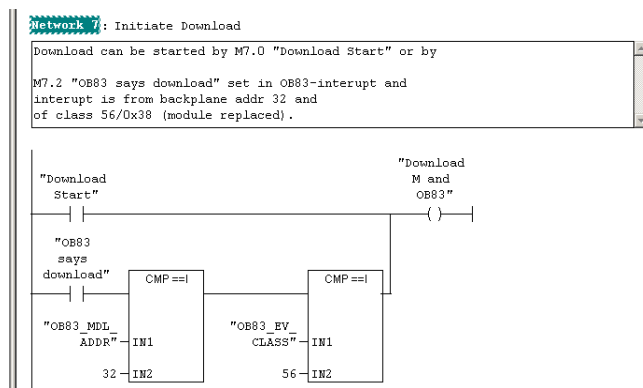 Network 7: Initiate Download
Download can be started by M7.0 "Download Start" or by
M7.2 "OB83 says download" set in OB83-interupt and
interupt is from backplane addr 32 and
of class 56/0x38 (module replaced).
"Download
Start"
"Download
M and
OB83"
"OB83
says
download"
CMP ==I
CMP ==I
"OB83_MDL_
ADDR"
IN1
"OB83_EV_
CLASS"
IN1
32
IN2
56
IN2